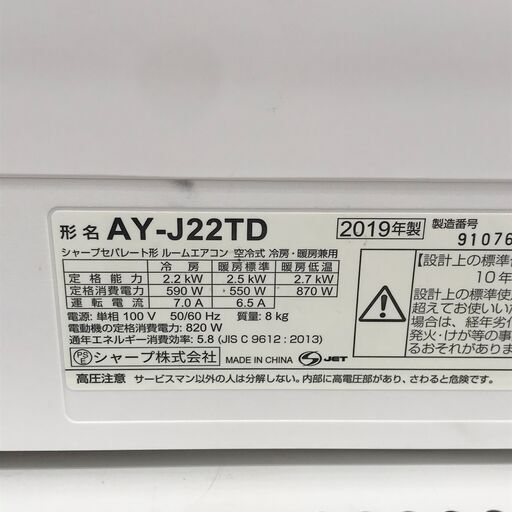 形名 AY-J22TD 2019年製 製造番号
91076
シャープセパレート形 ルームエアコン 空冷式 冷房・暖房兼用
冷房 暖房標準 暖房低温
定格能力 2.2 kW 2.5 kW 2.7 kW
定格消費電力 590 W 550 W 870 W
運転電流 7.0 A 6.5 A
電源: 単相 100 V 50/60 Hz 質量: 8 kg
電動機の定格消費電力: 820 W
通年エネルギー消費効率: 5.8 (JIS C 9612 : 2013)
PSE シャープ株式会社 MADE IN CHINA S JET
高圧注意 サービスマン以外の人は分解しない。内部に高電圧部があり、さわると危険です。
【設計上の標準使
10年
設計上の標準使
超えてお使いいた
場合は、経年劣化
発火・けが等の事
るおそれがありま